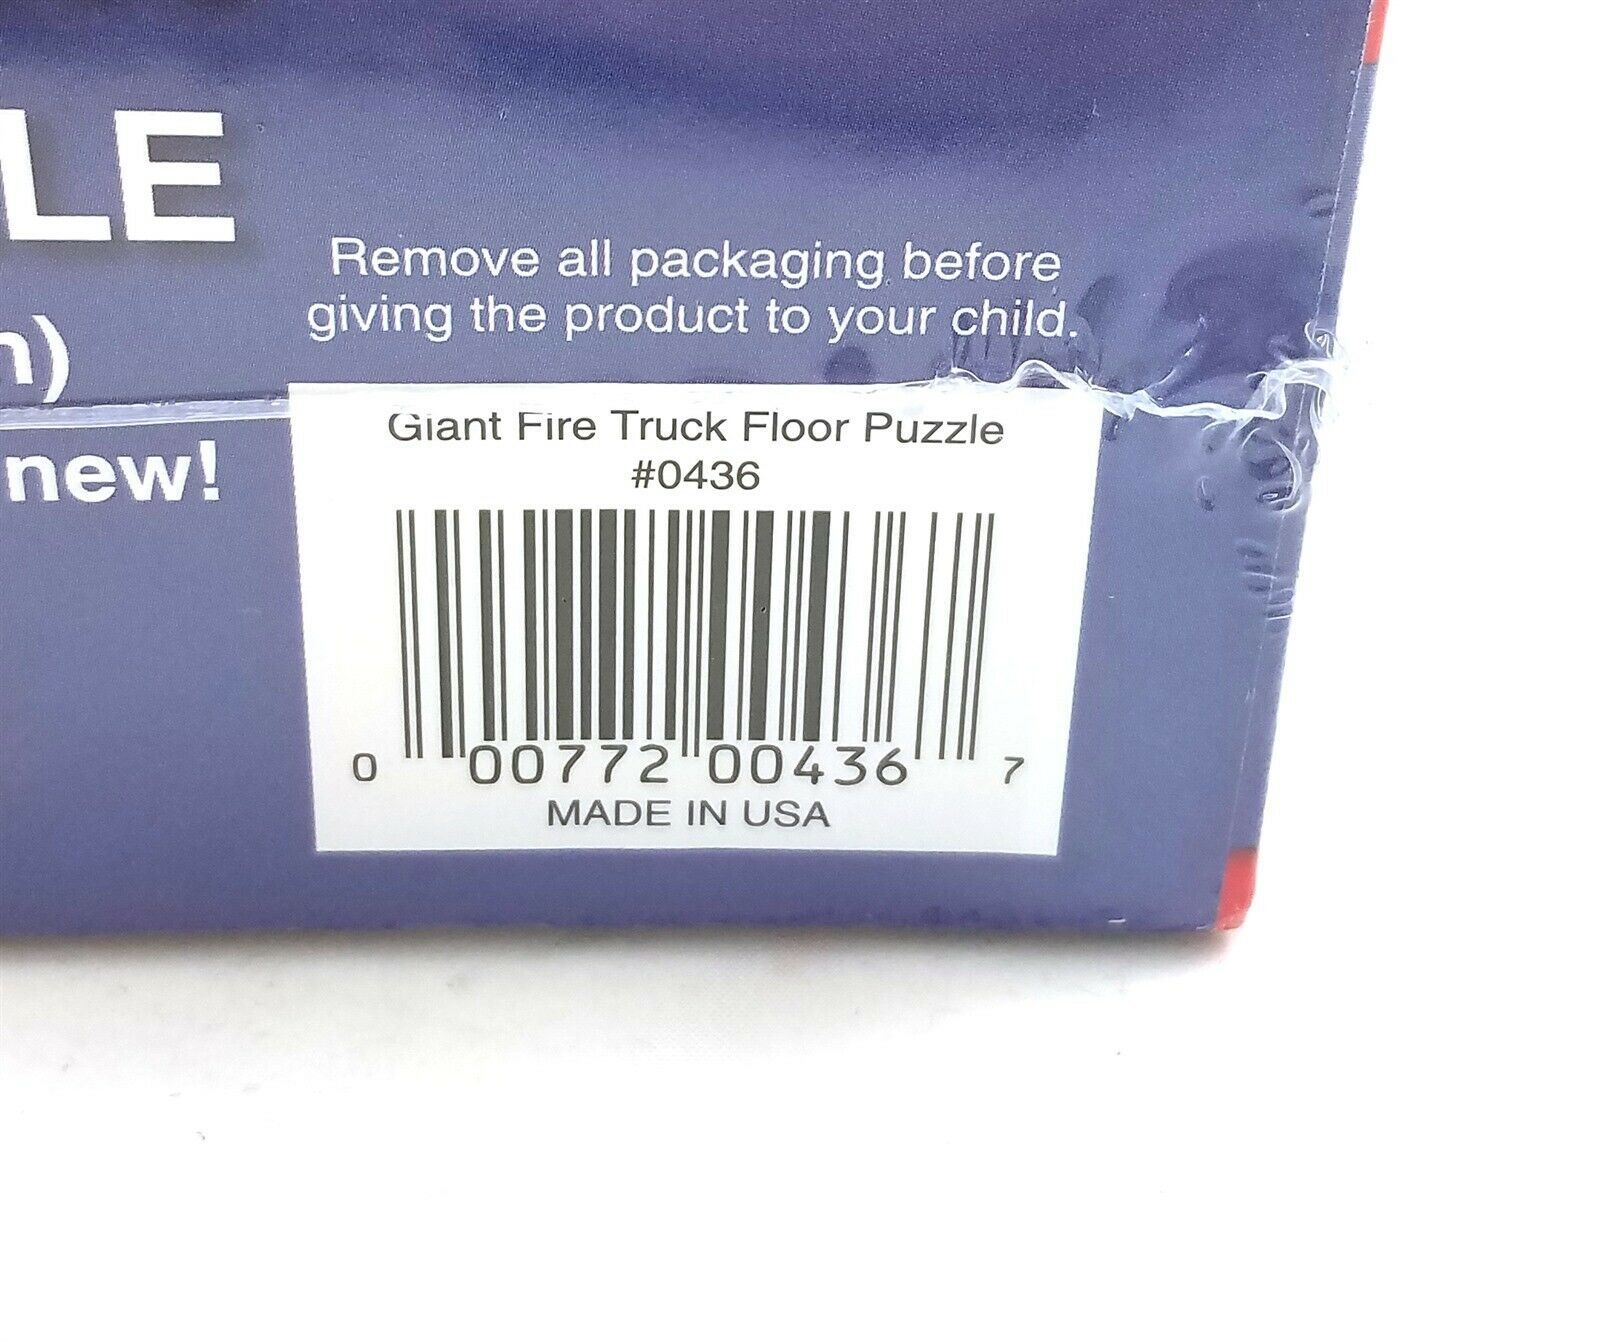 LE
Remove all packaging before
giving the product to your child.
new!
Giant Fire Truck Floor Puzzle
#0436
0 00772 00436 7
MADE IN USA